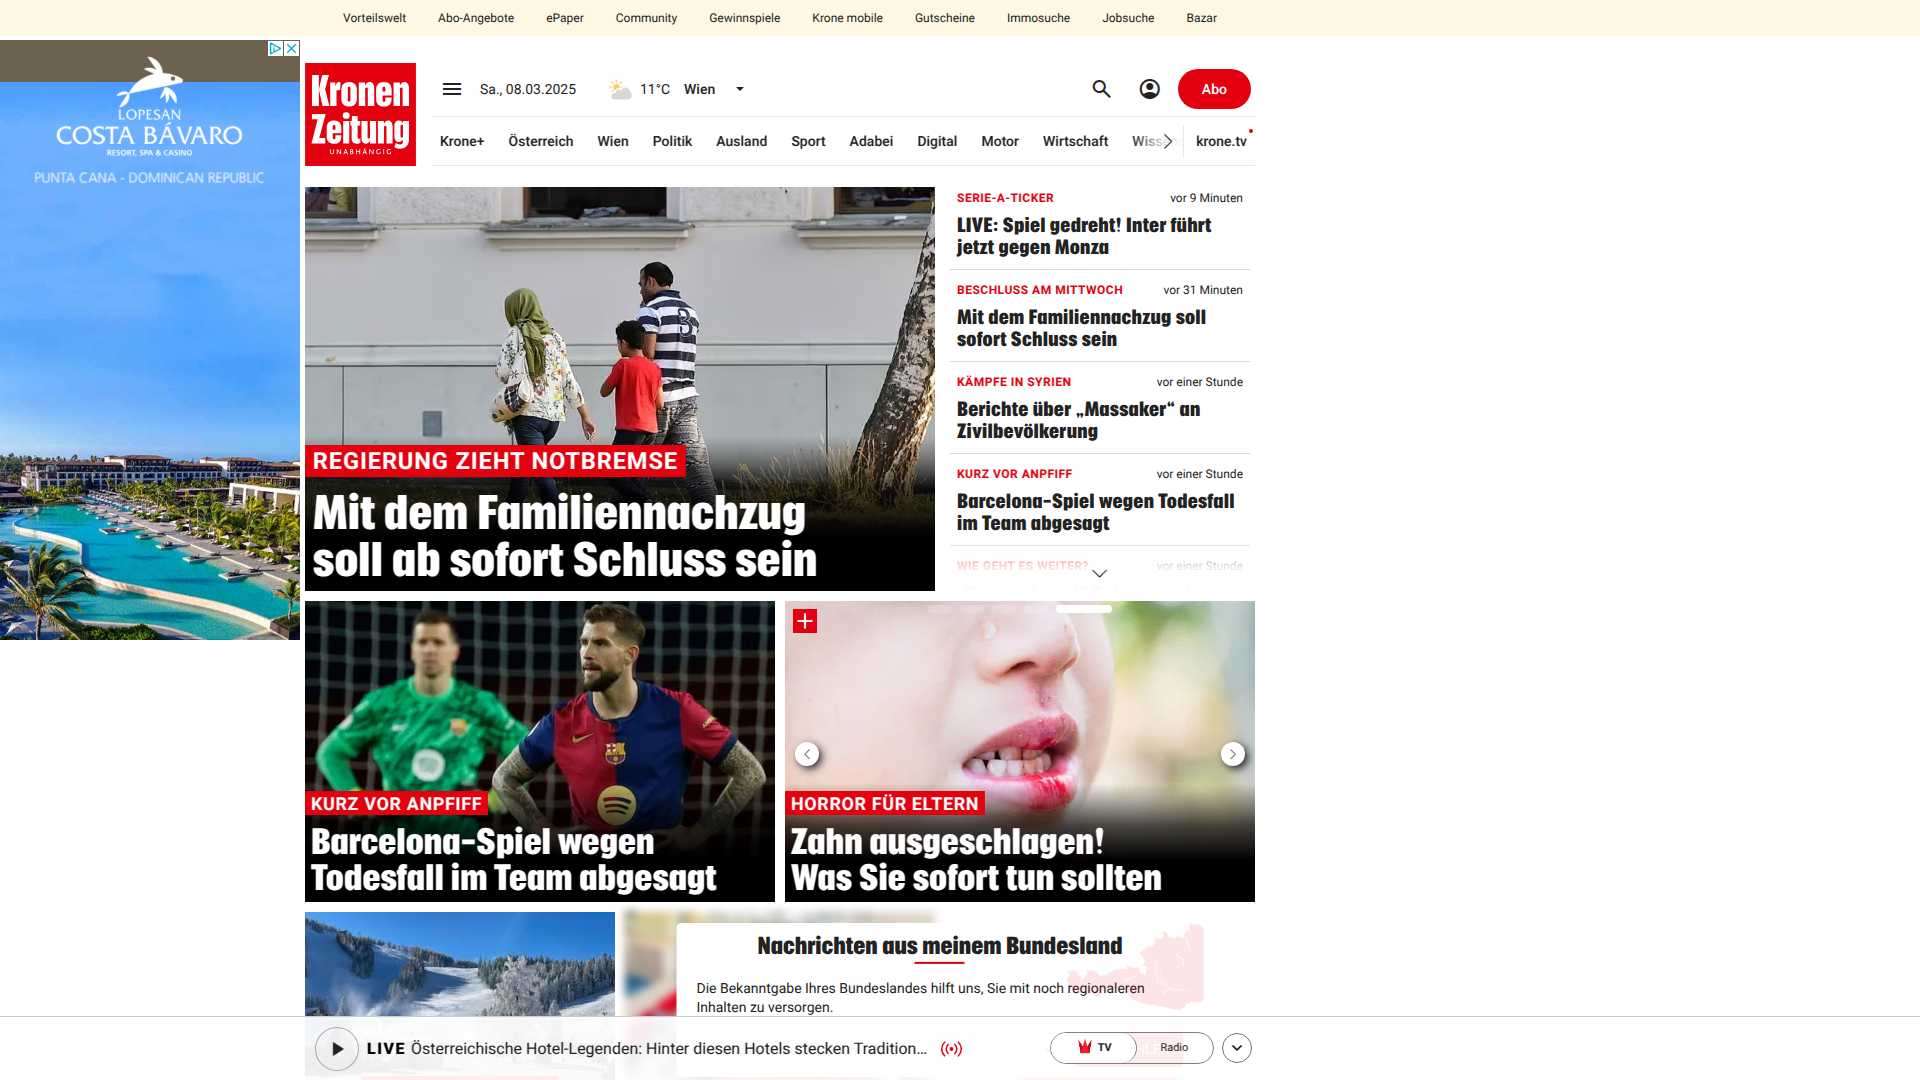 Vorteilswelt Abo-Angebote ePaper Community Gewinnspiele Krone mobile Gutscheine Immosuche Jobsuche Bazar
LOPESAN
COSTA BÁVARO
RESORT, SPA & CASINO
PUNTA CANA - DOMINICAN REPUBLIC
Kronen
Zeitung
UNABHÄNGIG
Sa., 08.03.2025 11°C Wien
Abo
Krone+ Österreich Wien Politik Ausland Sport Adabei Digital Motor Wirtschaft krone.tv
REGIERUNG ZIEHT NOTBREMSE
Mit dem Familiennachzug
soll ab sofort Schluss sein
SERIE-A-TICKER vor 9 Minuten
LIVE: Spiel gedreht! Inter führt
jetzt gegen Monza
BESCHLUSS AM MITTWOCH vor 31 Minuten
Mit dem Familiennachzug soll
sofort Schluss sein
KÄMPFE IN SYRIEN vor einer Stunde
Berichte über „Massaker“ an
Zivilbevölkerung
KURZ VOR ANPFIFF vor einer Stunde
Barcelona-Spiel wegen Todesfall
im Team abgesagt
WIE GEHT ES WEITER? vor einer Stunde
KURZ VOR ANPFIFF
Barcelona-Spiel wegen
Todesfall im Team abgesagt
HORROR FÜR ELTERN
Zahn ausgeschlagen!
Was Sie sofort tun sollten
Nachrichten aus meinem Bundesland
Die Bekanntgabe Ihres Bundeslandes hilft uns, Sie mit noch regionaleren
Inhalten zu versorgen.
LIVE Österreichische Hotel-Legenden: Hinter diesen Hotels stecken Tradition...
TV Radio